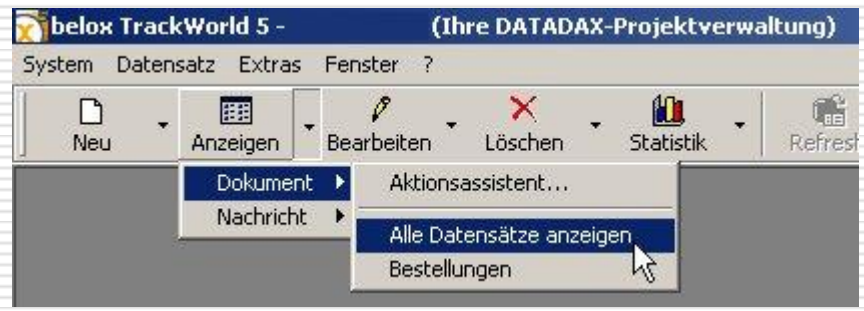 belox TrackWorld 5 - (Ihre DATADAX-Projektverwaltung)
System Datensatz Extras Fenster ?
Neu Anzeigen Bearbeiten Löschen Statistik Refresh
Dokument Aktionsassistent...
Nachricht
Alle Datensätze anzeigen
Bestellungen